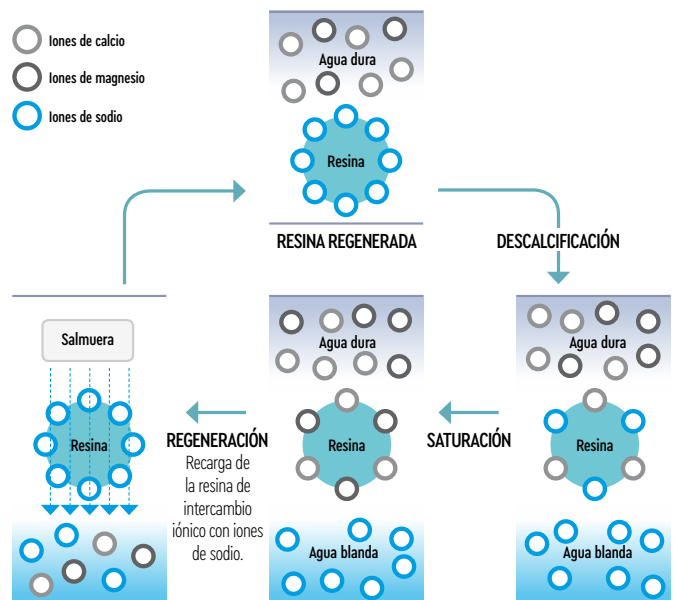 Iones de calcio
Iones de magnesio
Iones de sodio
Agua dura
Resina
RESINA REGENERADA
DESCALCIFICACIÓN
Salmuera
Resina
REGENERACIÓN
Recarga de
la resina de
intercambio
iónico con iones
de sodio.
Agua dura
Resina
Agua blanda
SATURACIÓN
Agua dura
Resina
Agua blanda